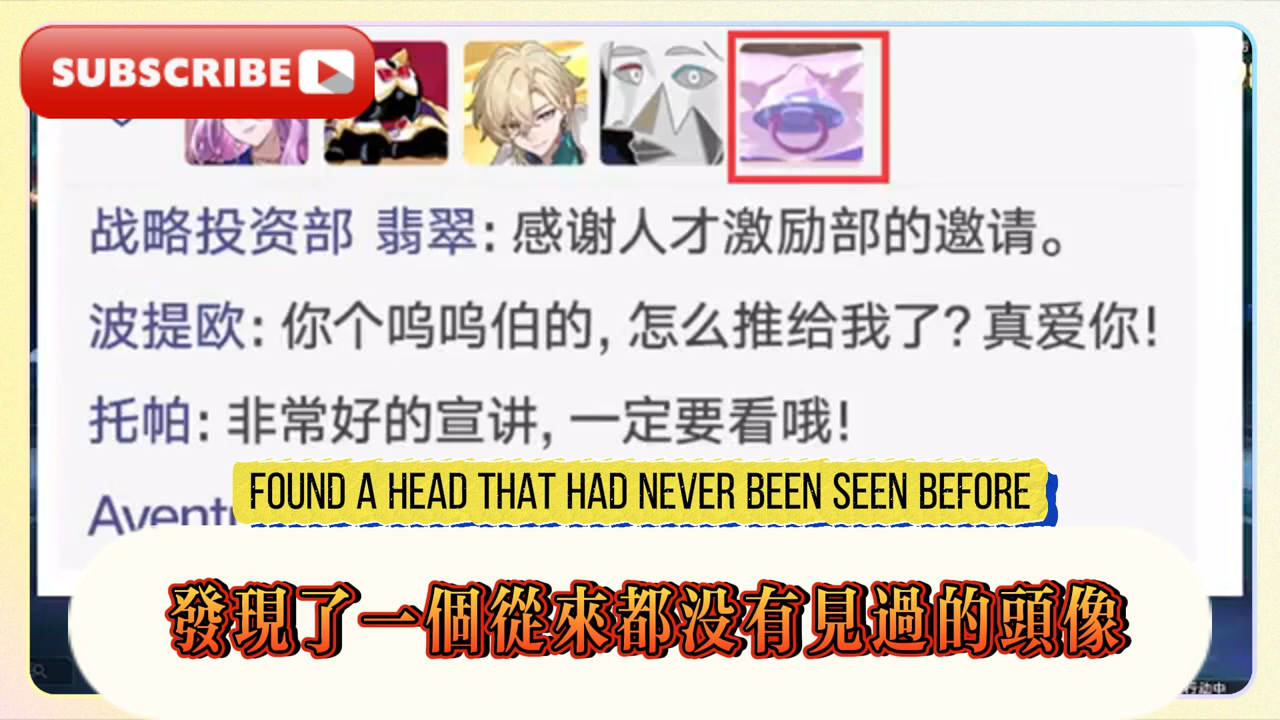 SUBSCRIBE
战略投资部 翡翠: 感谢人才激励部的邀请。
波提欧: 你个呜呜伯的, 怎么推给我了? 真爱你!
托帕: 非常好的宣讲, 一定要看哦!
FOUND A HEAD THAT HAD NEVER BEEN SEEN BEFORE
發現了一個從來都没有見過的頭像
行动中